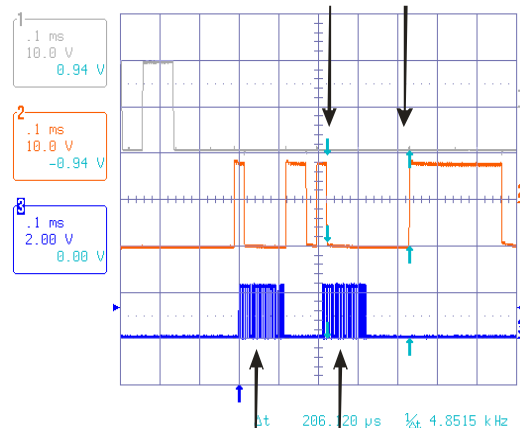 1
.1 ms
10.0 V
0.94 V
2
.1 ms
10.0 V
-0.94 V
3
.1 ms
2.00 V
0.00 V
Δt 206.120 µs 1/Δt 4.8515 kHz